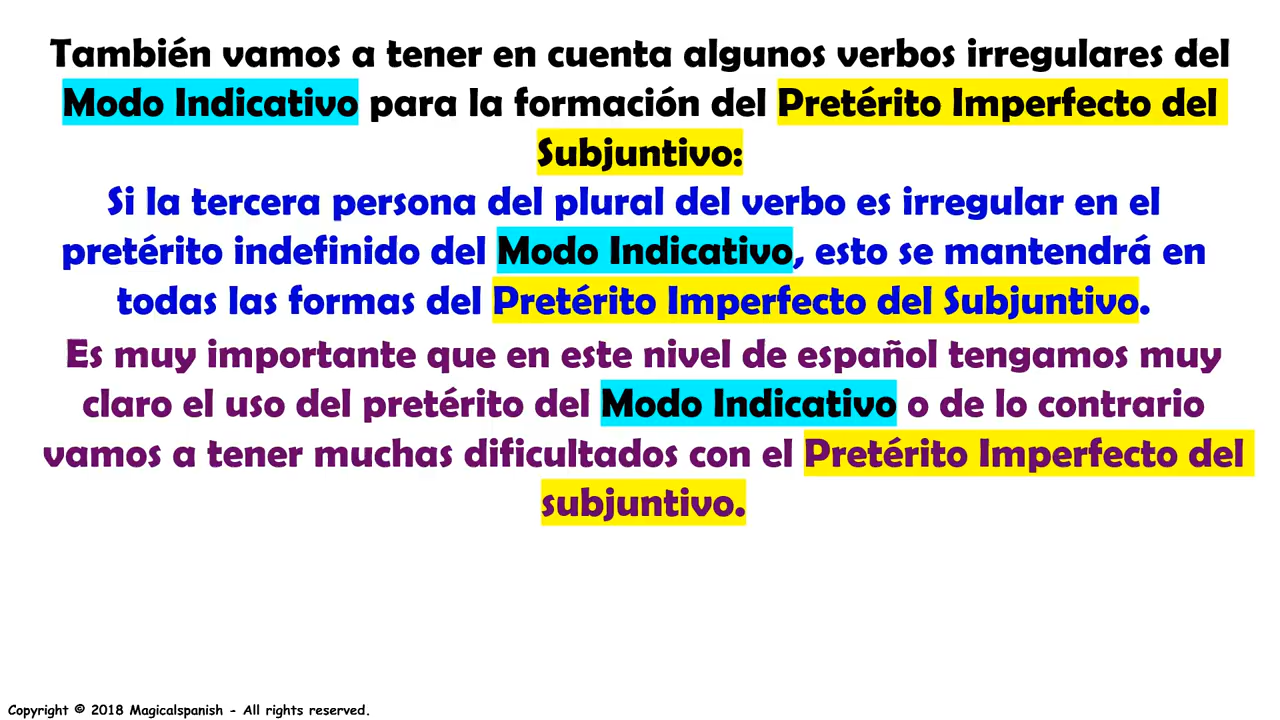 También vamos a tener en cuenta algunos verbos irregulares del
Modo Indicativo para la formación del Pretérito Imperfecto del
Subjuntivo:
Si la tercera persona del plural del verbo es irregular en el
pretérito indefinido del Modo Indicativo, esto se mantendrá en
todas las formas del Pretérito Imperfecto del Subjuntivo.
Es muy importante que en este nivel de español tengamos muy
claro el uso del pretérito del Modo Indicativo o de lo contrario
vamos a tener muchas dificultados con el Pretérito Imperfecto del
subjuntivo.
Copyright © 2018 Magicalspanish - All rights reserved.